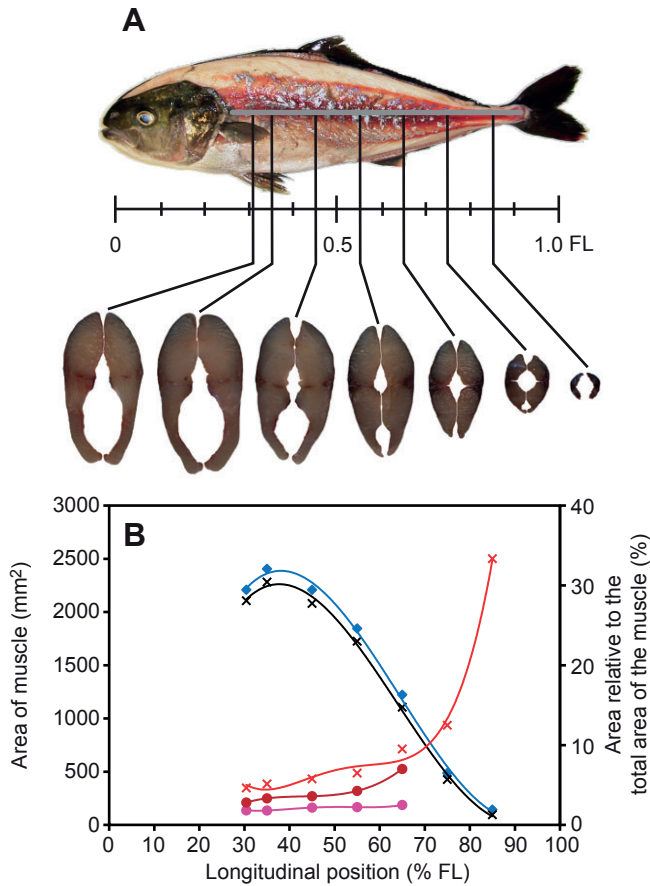 A
0
0.5
1.0 FL
B
3000
2500
2000
1500
1000
500
0
Area of muscle (mm²)
40
30
20
10
0
Area relative to the
total area of the muscle (%)
0 10 20 30 40 50 60 70 80 90 100
Longitudinal position (% FL)